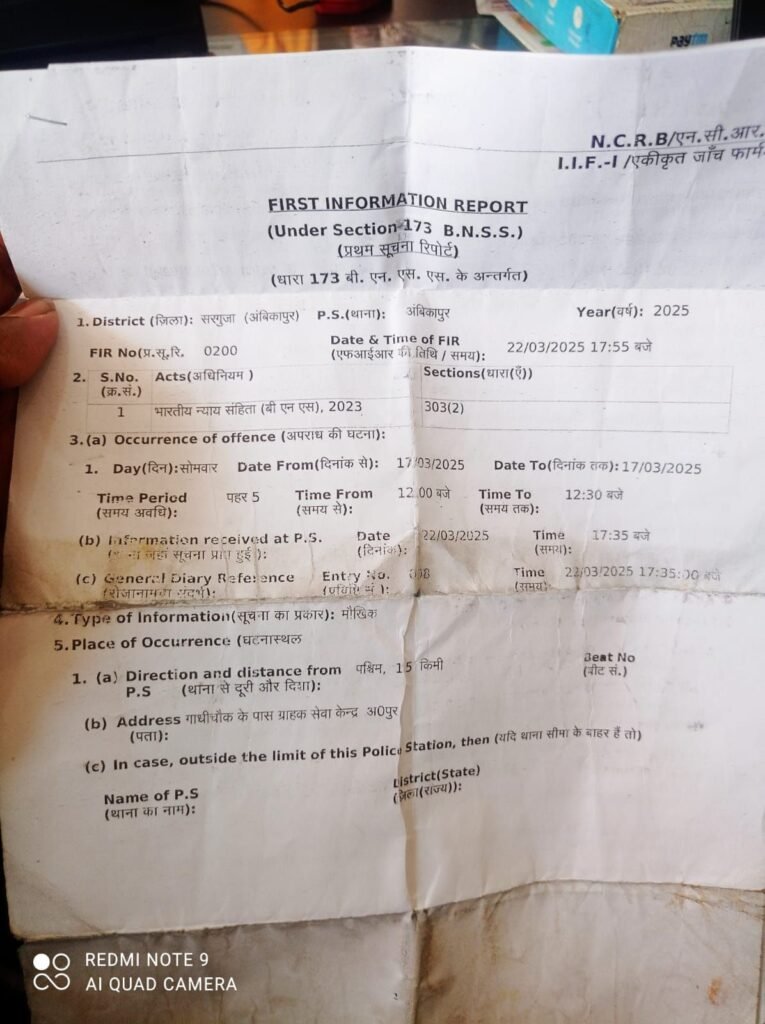 paytm
N.C.R.B/एन.सी.आर.
I.I.F.-I /एकीकृत जाँच फार्म
FIRST INFORMATION REPORT
(Under Section 173 B.N.S.S.)
(प्रथम सूचना रिपोर्ट)
(धारा 173 बी. एन. एस. एस. के अन्तर्गत)
1. District (ज़िला): सरगुजा (अंबिकापुर) P.S.(थाना): अंबिकापुर Year(वर्ष): 2025
FIR No(प्र.सू.रि. 0200 Date & Time of FIR (एफआईआर की तिथि / समय): 22/03/2025 17:55 बजे
2. S.No. (क्र.सं.) Acts(अधिनियम ) Sections(धारा(एँ))
1 भारतीय न्याय संहिता (बी एन एस), 2023 303(2)
3.(a) Occurrence of offence (अपराध की घटना):
1. Day(दिन):सोमवार Date From(दिनांक से): 17/03/2025 Date To(दिनांक तक): 17/03/2025
Time Period (समय अवधि): पहर 5 Time From (समय से): 12.00 बजे Time To (समय तक): 12:30 बजे
(b) Information received at P.S. Date (दिनांक): 22/03/2025 Time (समय): 17:35 बजे
(c) General Diary Reference Entry No. Time (समय) 22/03/2025 17:35:00 बजे
4. Type of Information(सूचना का प्रकार): मौखिक
5. Place of Occurrence (घटनास्थल
1. (a) Direction and distance from P.S (थाना से दूरी और दिशा): पश्चिम, 15 किमी Beat No (बीट सं.)
(b) Address गाधीचौक के पास ग्राहक सेवा केन्द्र अ0पुर
(पता):
(c) In case, outside the limit of this Police Station, then (यदि थाना सीमा के बाहर हैं तो)
Name of P.S (थाना का नाम): District(State) (ज़िला(राज्य)):
REDMI NOTE 9
AI QUAD CAMERA